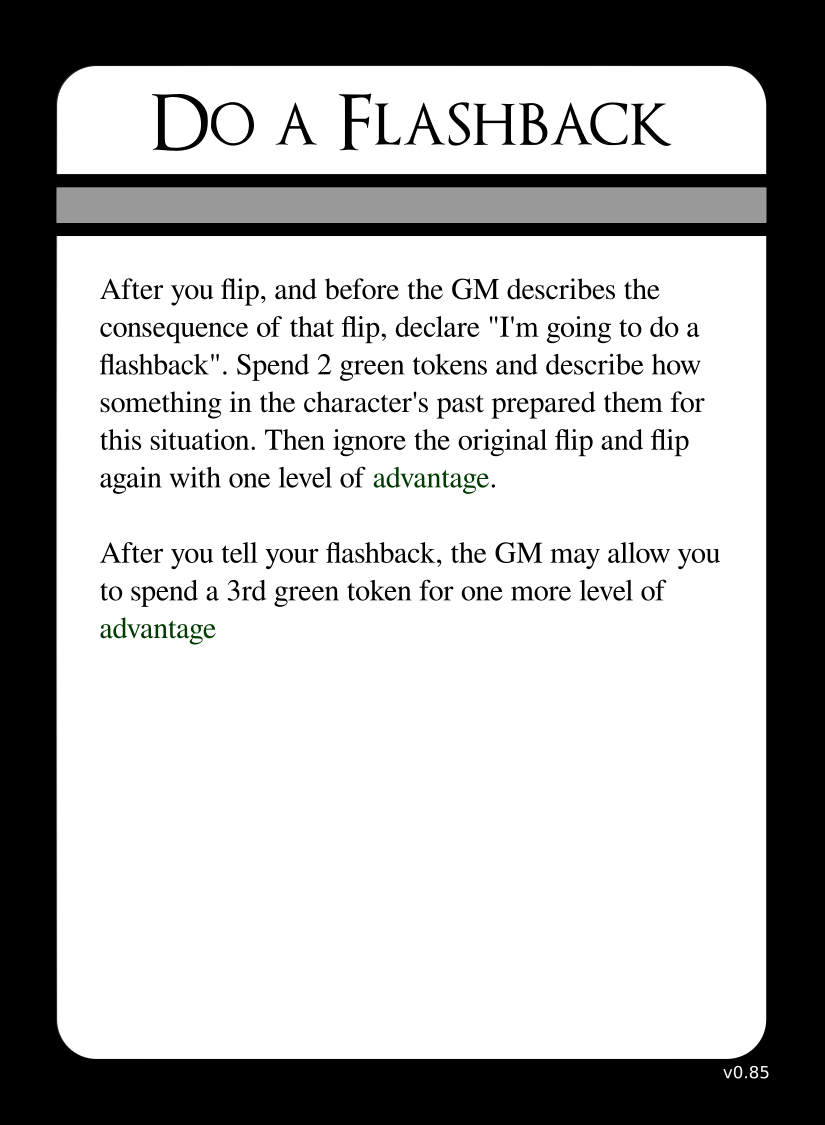 Do a Flashback
After you flip, and before the GM describes the
consequence of that flip, declare "I'm going to do a
flashback". Spend 2 green tokens and describe how
something in the character's past prepared them for
this situation. Then ignore the original flip and flip
again with one level of advantage.
After you tell your flashback, the GM may allow you
to spend a 3rd green token for one more level of
advantage
v0.85